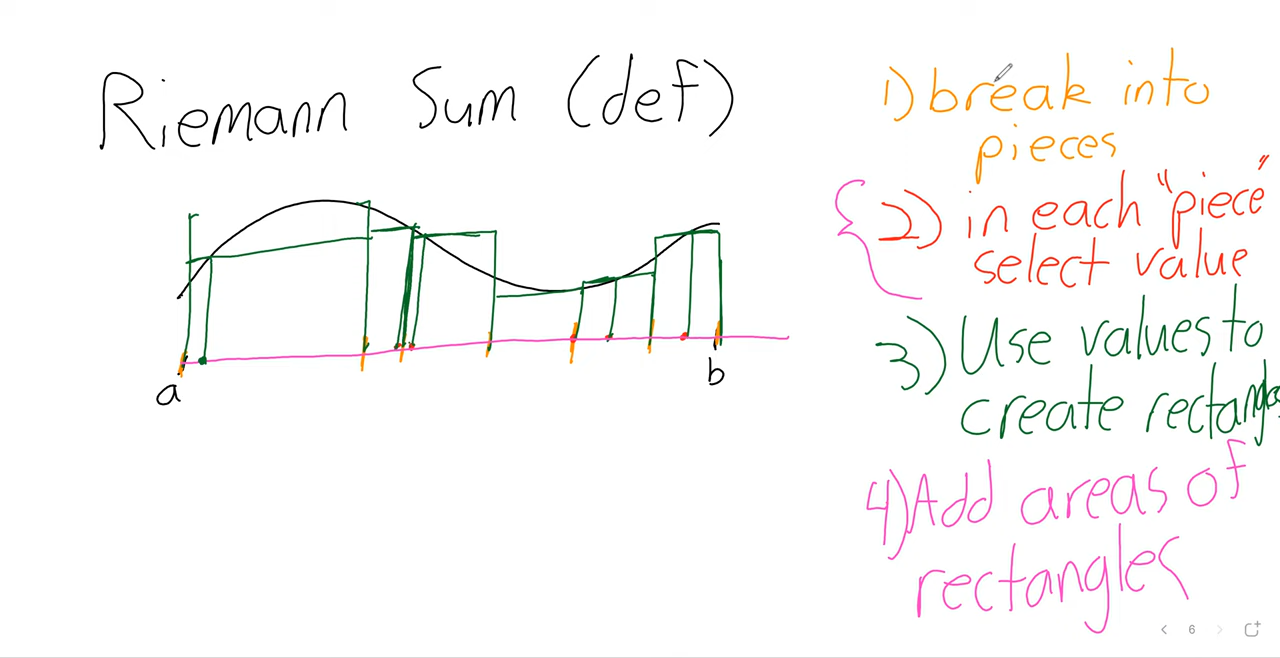 Riemann Sum (def)
1) break into
pieces
2) in each "piece"
select value
3) Use values to
create rectangles
4) Add areas of
rectangles
a
b
6